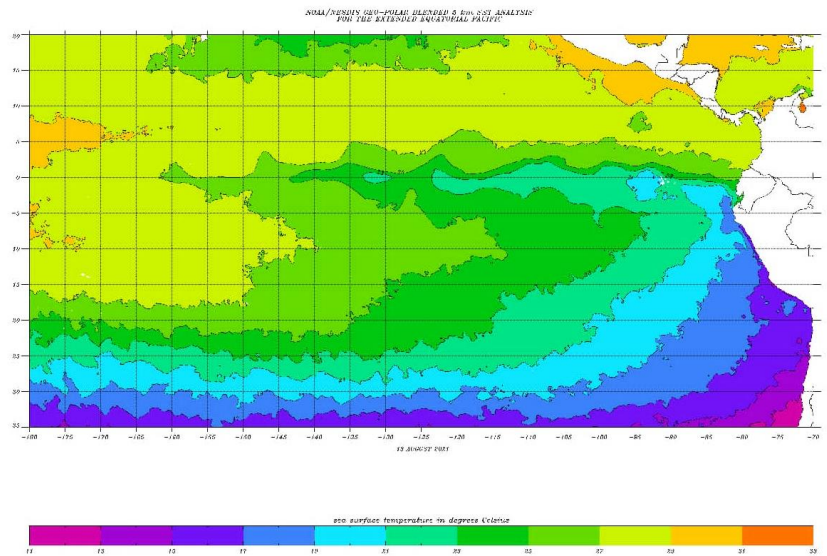 NOAA/NESDIS GEO-POLAR BLENDED 5 km SST ANALYSIS
FOR THE EXTENDED EQUATORIAL PACIFIC
20
15
10
5
0
-5
10
15
20
25
30
35
-180 -175 -170 -165 -160 -155 -150 -145 -140 -135 -130 -125 -120 -115 -110 -105 -100 -95 -90 -85 -80 -75 -70
AUGUST 2021
sea surface temperature in degrees Celsius
11 13 15 17 19 21 23 25 27 29 31 33